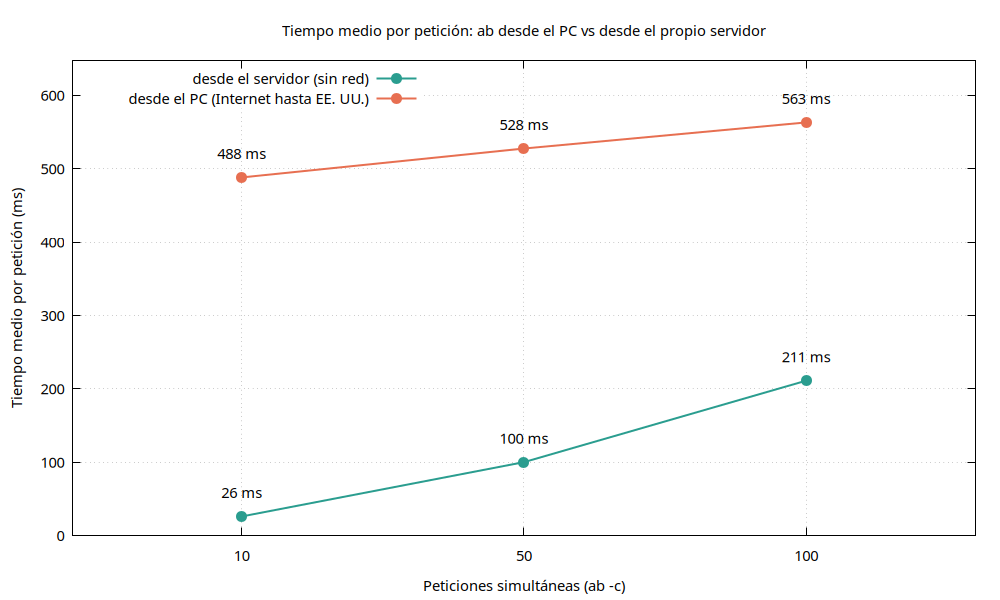 Tiempo medio por petición: ab desde el PC vs desde el propio servidor
desde el servidor (sin red)
desde el PC (Internet hasta EE. UU.)
Tiempo medio por petición (ms)
600
500
400
300
200
100
0
488 ms
528 ms
563 ms
26 ms
100 ms
211 ms
10
50
100
Peticiones simultáneas (ab -c)